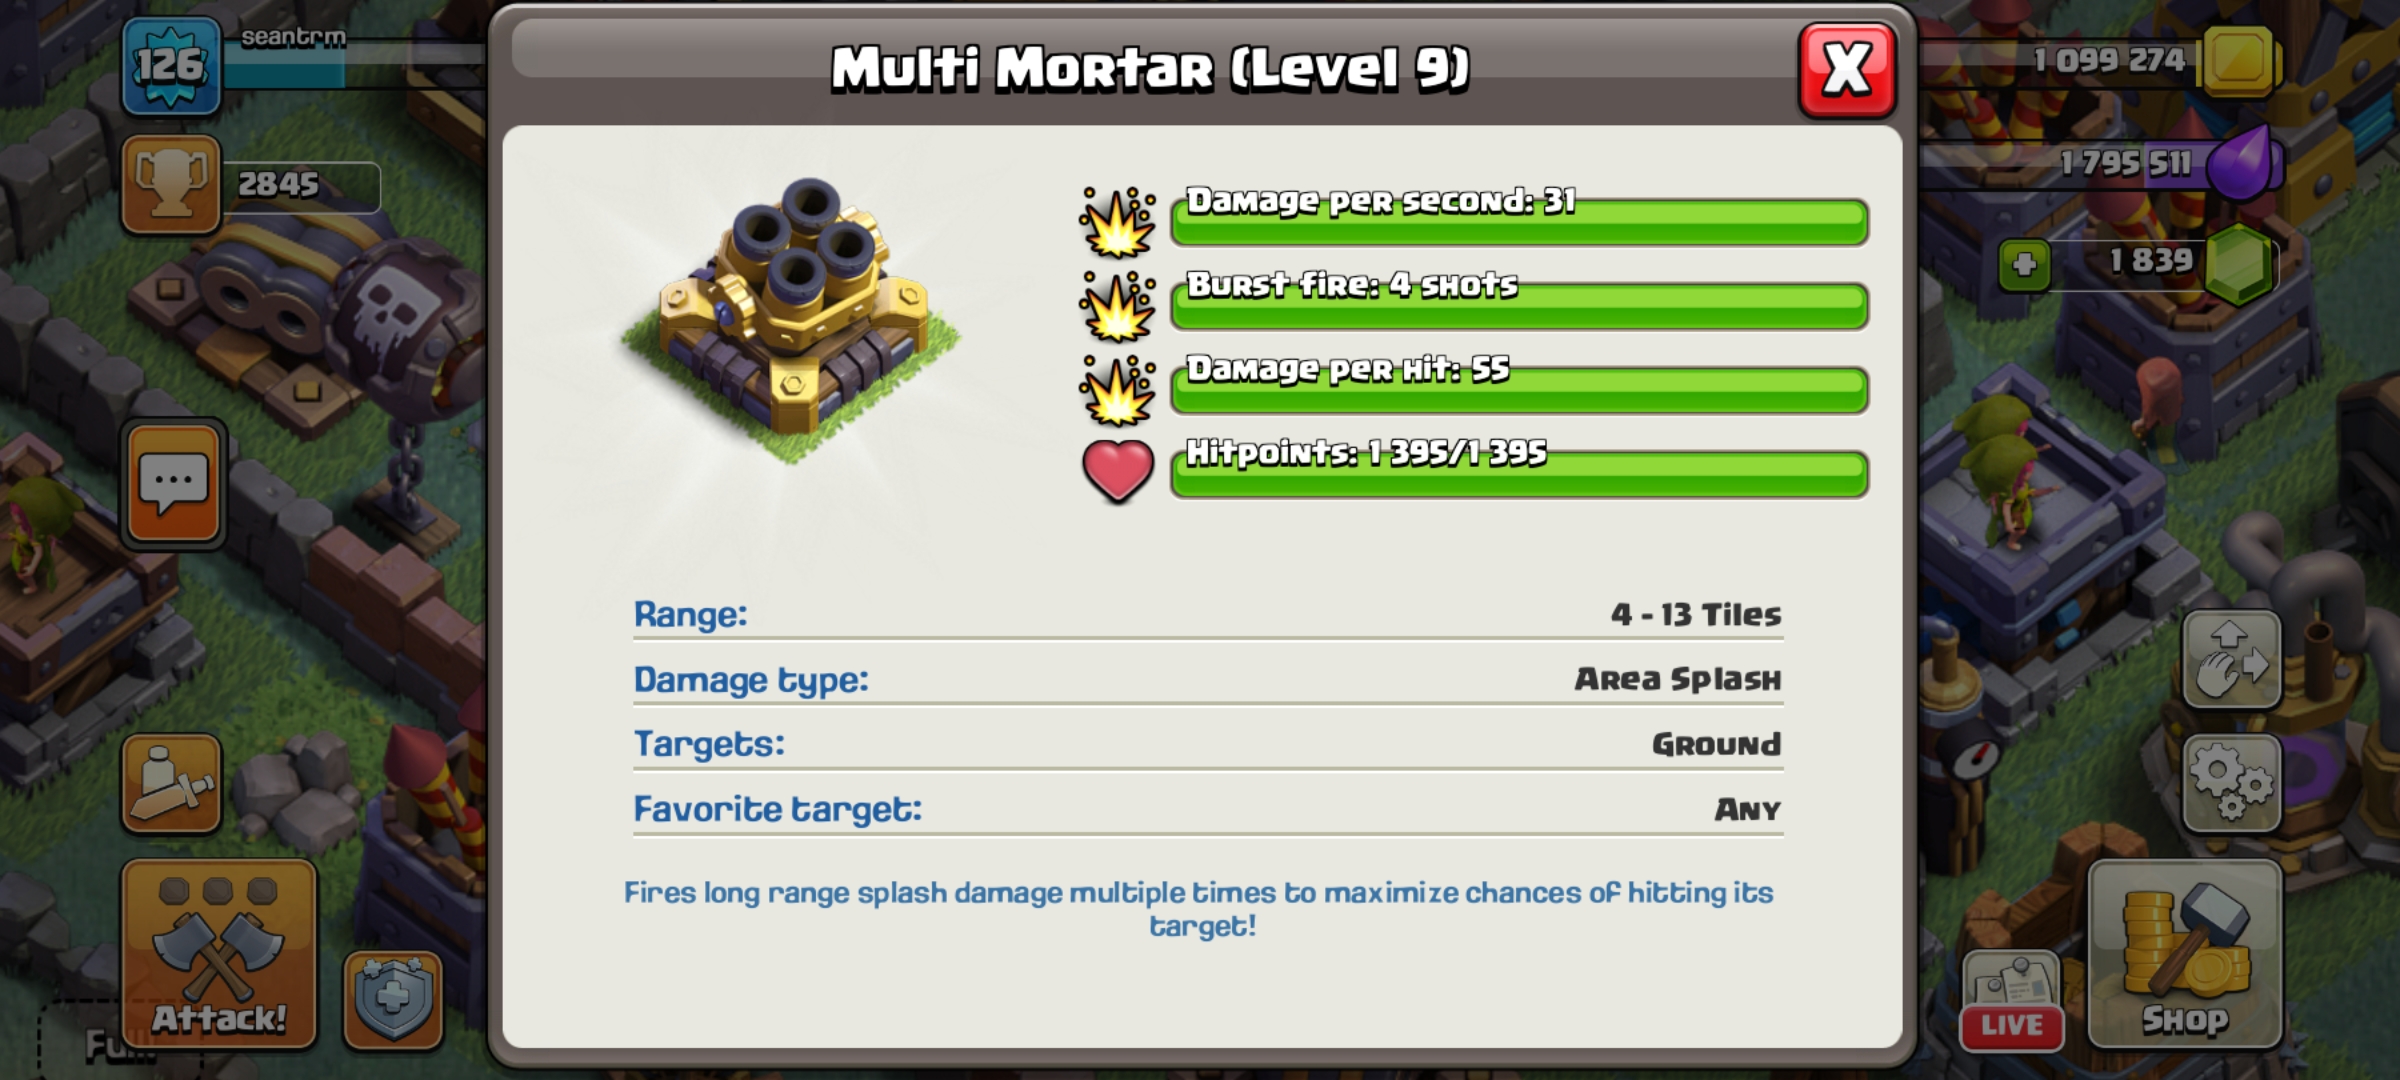 126
seantrm
2845
Multi Mortar (Level 9)
X
1 099 274
1 795 511
1 839
Damage per second: 31
Burst fire: 4 shots
Damage per hit: 55
Hitpoints: 1 395/1 395
Range: 4 - 13 Tiles
Damage type: Area Splash
Targets: Ground
Favorite target: Any
Fires long range splash damage multiple times to maximize chances of hitting its
target!
Attack!
LIVE
Shop